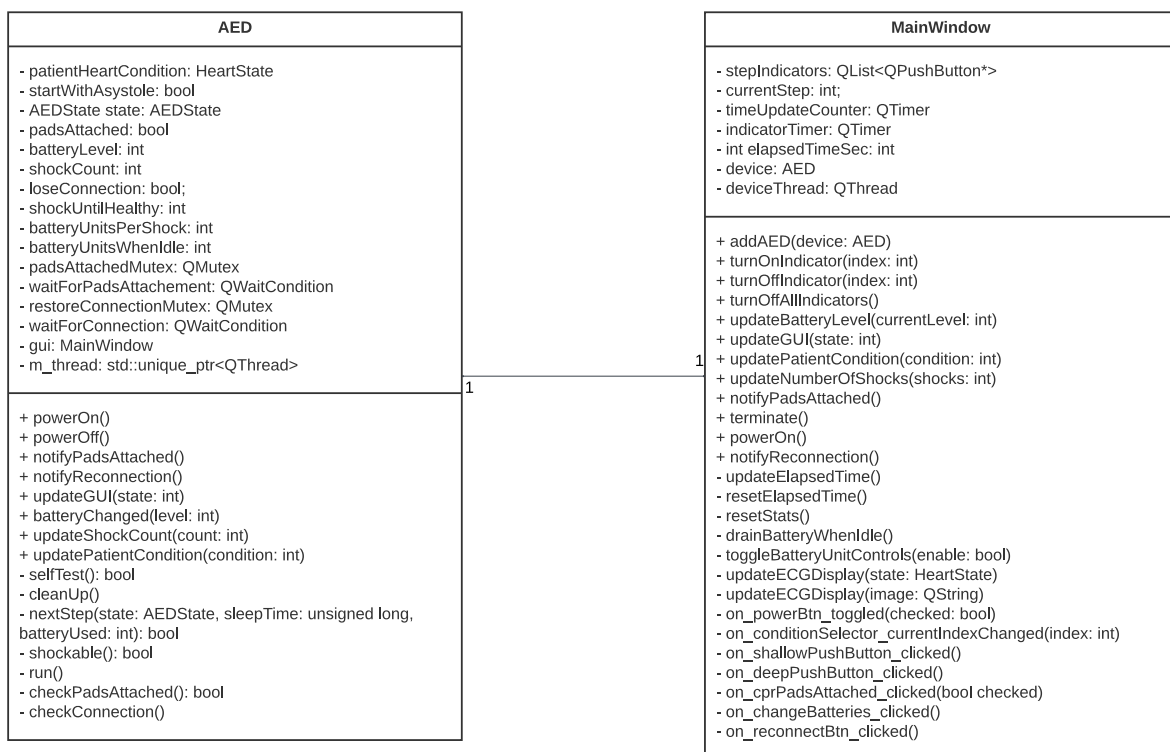 AED
- patientHeartCondition: HeartState
- startWithAsystole: bool
- AEDState state: AEDState
- padsAttached: bool
- batteryLevel: int
- shockCount: int
- loseConnection: bool;
- shockUntilHealthy: int
- batteryUnitsPerShock: int
- batteryUnitsWhenIdle: int
- padsAttachedMutex: QMutex
- waitForPadsAttachement: QWaitCondition
- restoreConnectionMutex: QMutex
- waitForConnection: QWaitCondition
- gui: MainWindow
- m_thread: std::unique_ptr<QThread>
+ powerOn()
+ powerOff()
+ notifyPadsAttached()
+ notifyReconnection()
+ updateGUI(state: int)
+ batteryChanged(level: int)
+ updateShockCount(count: int)
+ updatePatientCondition(condition: int)
- selfTest(): bool
- cleanUp()
- nextStep(state: AEDState, sleepTime: unsigned long,
batteryUsed: int): bool
- shockable(): bool
- run()
- checkPadsAttached(): bool
- checkConnection()
1
1
MainWindow
- stepIndicators: QList<QPushButton*>
- currentStep: int;
- timeUpdateCounter: QTimer
- indicatorTimer: QTimer
- int elapsedTimeSec: int
- device: AED
- deviceThread: QThread
+ addAED(device: AED)
+ turnOnIndicator(index: int)
+ turnOffIndicator(index: int)
+ turnOffAllIndicators()
+ updateBatteryLevel(currentLevel: int)
+ updateGUI(state: int)
+ updatePatientCondition(condition: int)
+ updateNumberOfShocks(shocks: int)
+ notifyPadsAttached()
+ terminate()
+ powerOn()
+ notifyReconnection()
- updateElapsedTime()
- resetElapsedTime()
- resetStats()
- drainBatteryWhenIdle()
- toggleBatteryUnitControls(enable: bool)
- updateECGDisplay(state: HeartState)
- updateECGDisplay(image: QString)
- on_powerBtn_toggled(checked: bool)
- on_conditionSelector_currentIndexChanged(index: int)
- on_shallowPushButton_clicked()
- on_deepPushButton_clicked()
- on_cprPadsAttached_clicked(bool checked)
- on_changeBatteries_clicked()
- on_reconnectBtn_clicked()